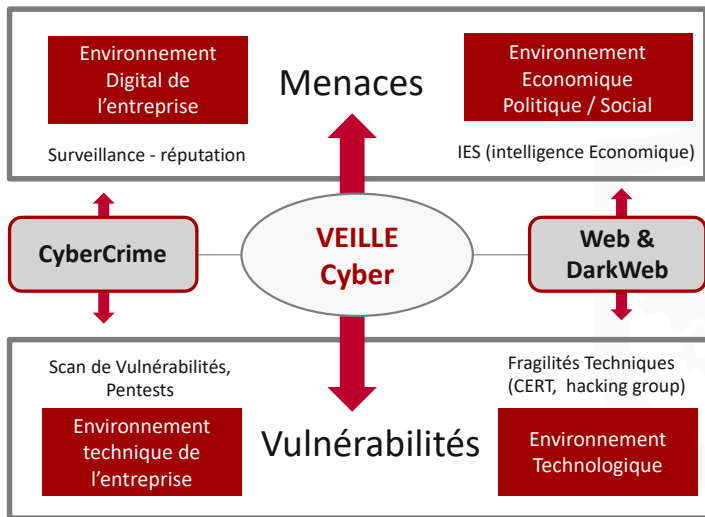 Environnement
Digital de
l'entreprise
Menaces
Environnement
Economique
Politique / Social
Surveillance - réputation
IES (intelligence Economique)
CyberCrime
VEILLE
Cyber
Web &
DarkWeb
Scan de Vulnérabilités,
Pentests
Fragilités Techniques
(CERT, hacking group)
Environnement
technique de
l'entreprise
Vulnérabilités
Environnement
Technologique